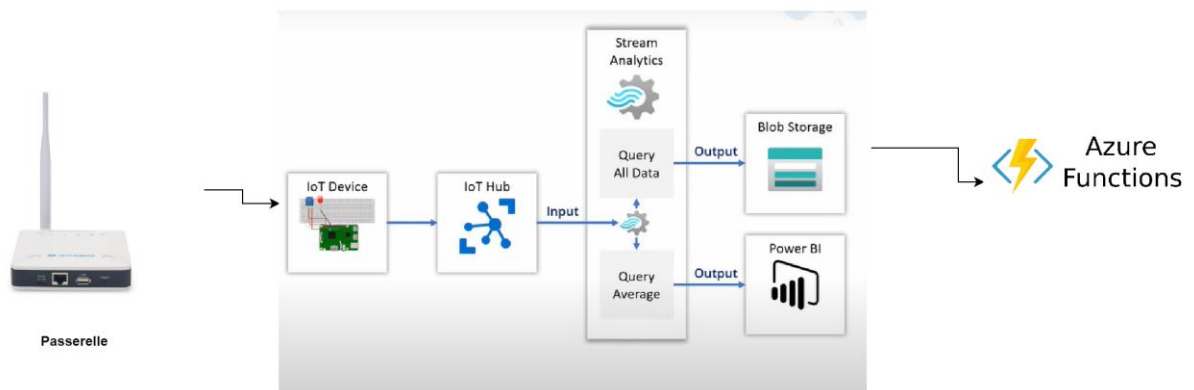 Passerelle
IoT Device
IoT Hub
Input
Stream
Analytics
Query
All Data
Query
Average
Output
Output
Blob Storage
Power BI
Azure
Functions